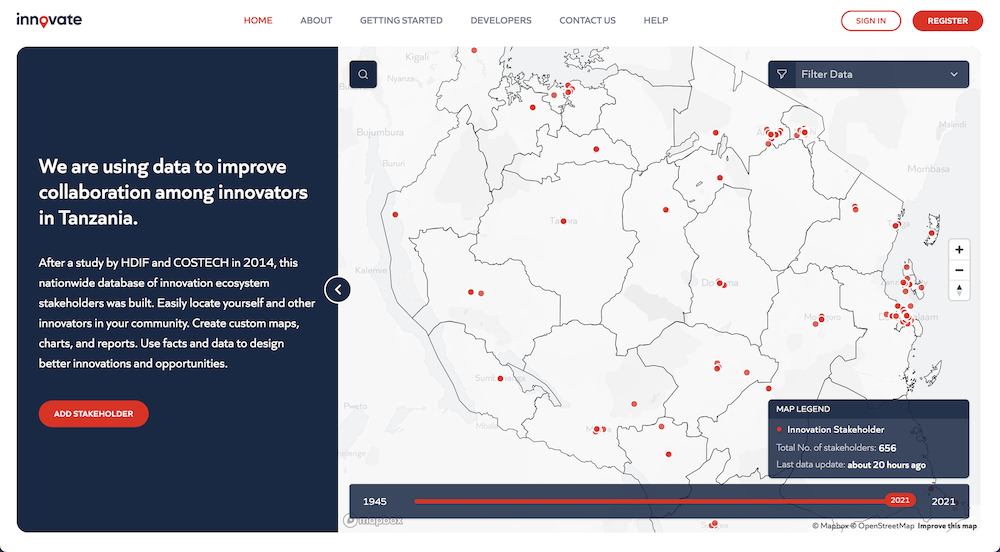 innovate
HOME ABOUT GETTING STARTED DEVELOPERS CONTACT US HELP
SIGN IN
REGISTER
We are using data to improve
collaboration among innovators
in Tanzania.
After a study by HDIF and COSTECH in 2014, this
nationwide database of innovation ecosystem
stakeholders was built. Easily locate yourself and other
innovators in your community. Create custom maps,
charts, and reports. Use facts and data to design
better innovations and opportunities.
ADD STAKEHOLDER
Filter Data
Kigali
Nyanza
Bujumbura
Bururi
Malindi
Mombasa
Kalemie
Pweto
MAP LEGEND
Innovation Stakeholder
Total No. of stakeholders: 656
Last data update: about 20 hours ago
1945
2021
2021
mapbox
© Mapbox © OpenStreetMap Improve this map